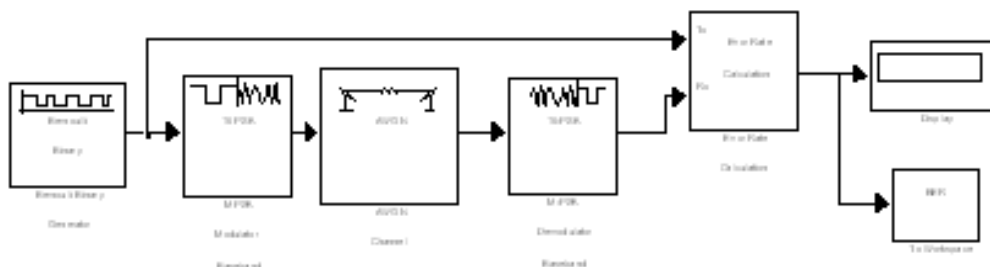 Tx
Error Rate
Calculation
Rx
Error Rate
Calculation
Display
Bernoulli
Binary
Bernoulli Binary
Generator
M-PSK
Modulator
Baseband
AWGN
AWGN
Channel
M-PSK
Demodulator
Baseband
BER
To Workspace